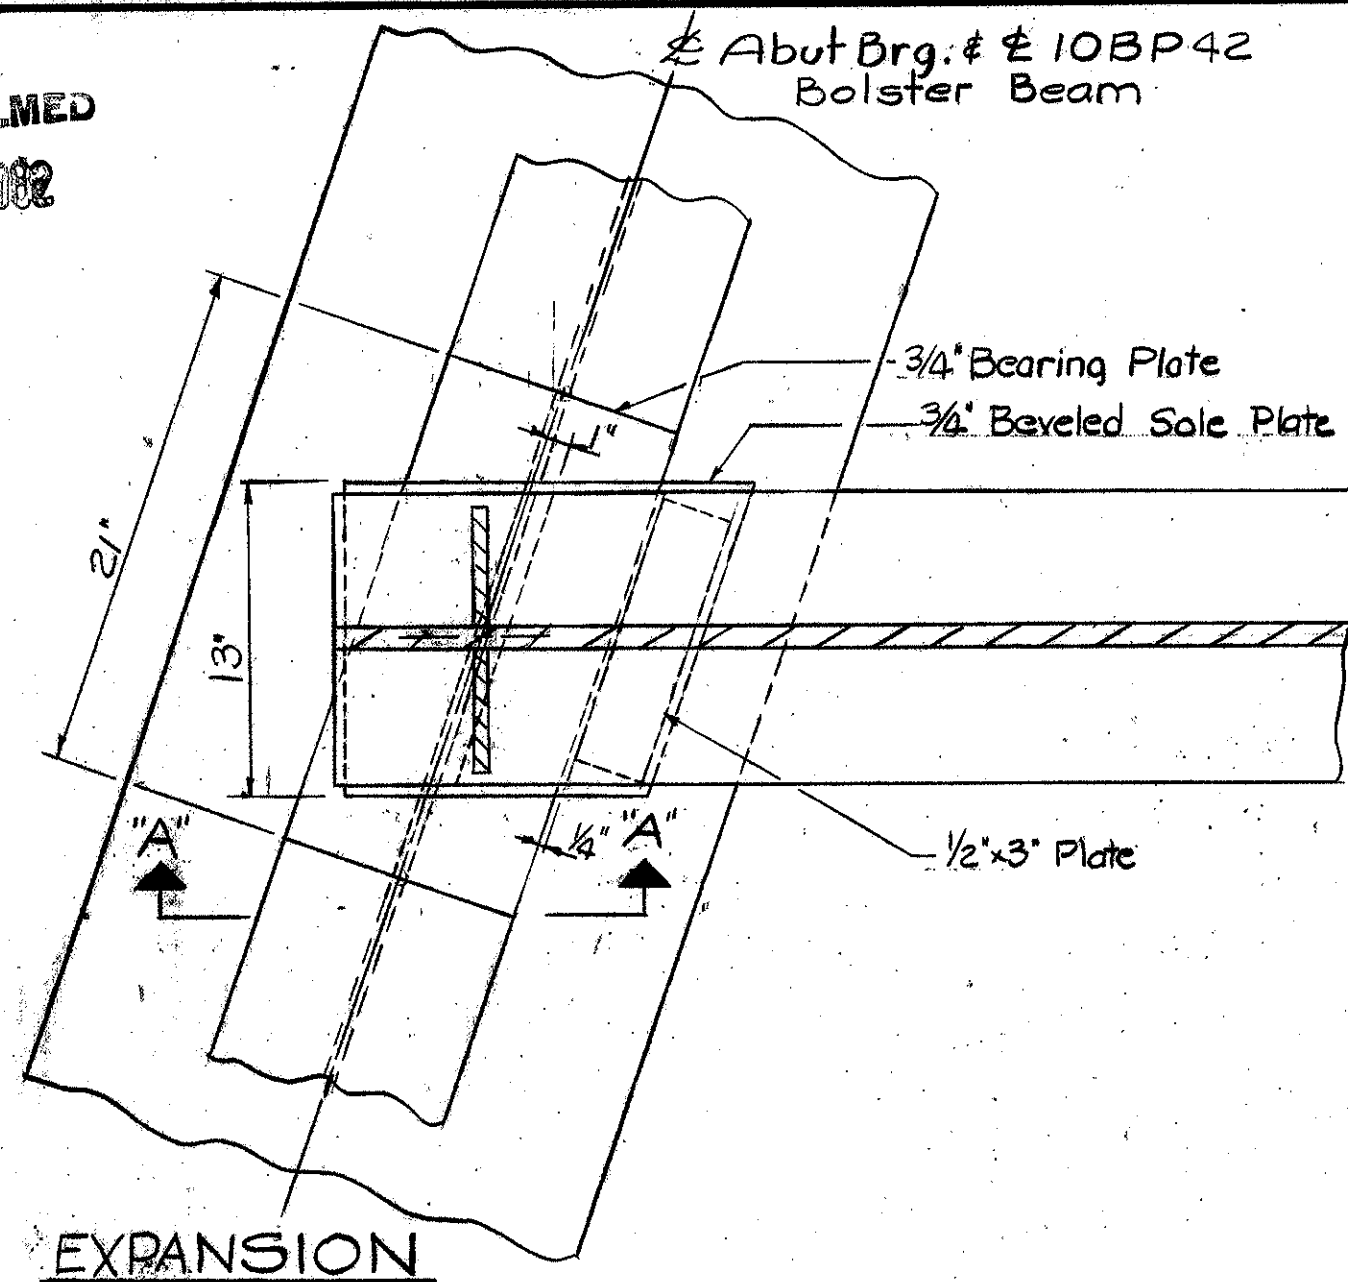 ℄ Abut Brg. & ℄ 10BP42
Bolster Beam
LMED
3/4" Bearing Plate
3/4" Beveled Sole Plate
1"
21"
13"
"A"
1/4"
"A"
1/2"x3" Plate
EXPANSION